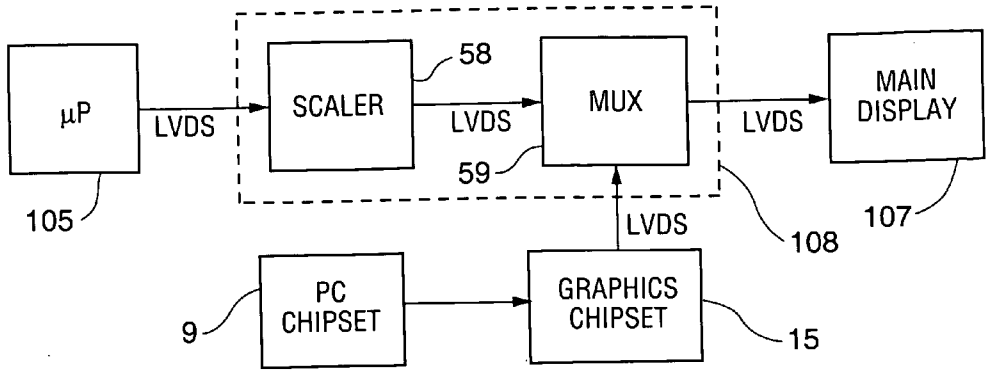 58
µP
SCALER
MUX
MAIN
DISPLAY
LVDS
LVDS
LVDS
59
105
LVDS
108
107
9
PC
CHIPSET
GRAPHICS
CHIPSET
15